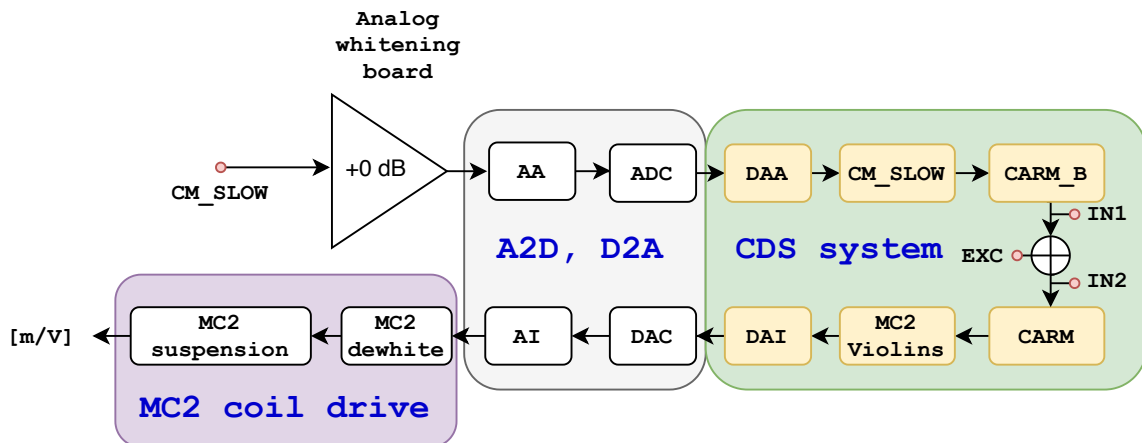 Analog
whitening
board
+0 dB
CM_SLOW
AA
ADC
DAA
CM_SLOW
CARM_B
IN1
A2D, D2A
CDS system
EXC
IN2
[m/V]
MC2
suspension
MC2
dewhite
AI
DAC
DAI
MC2
Violins
CARM
MC2 coil drive